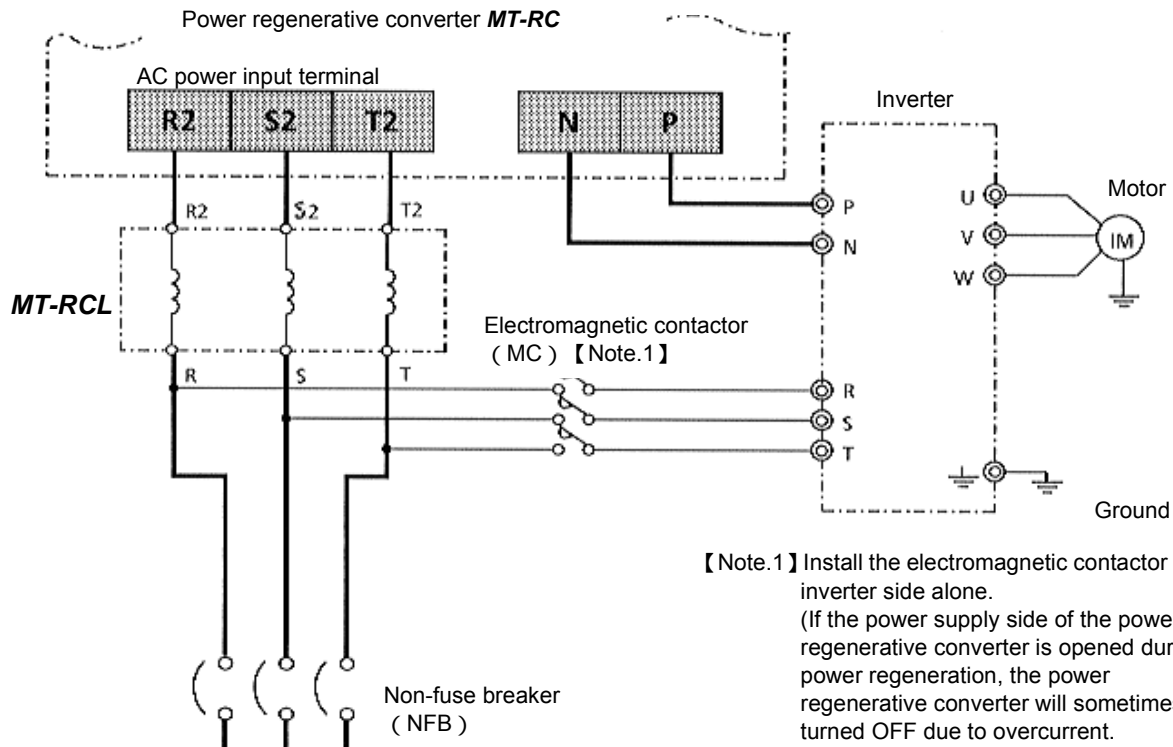 Power regenerative converter MT-RC
AC power input terminal
R2 S2 T2 N P
Inverter
R2 S2 T2
P
N
U
V
W
Motor
IM
MT-RCL
Electromagnetic contactor
( MC ) 【Note.1】
R S T
R
S
T
Ground
【Note.1】Install the electromagnetic contactor
inverter side alone.
(If the power supply side of the powe
regenerative converter is opened dur
power regeneration, the power
regenerative converter will sometime
turned OFF due to overcurrent.
Non-fuse breaker
( NFB )